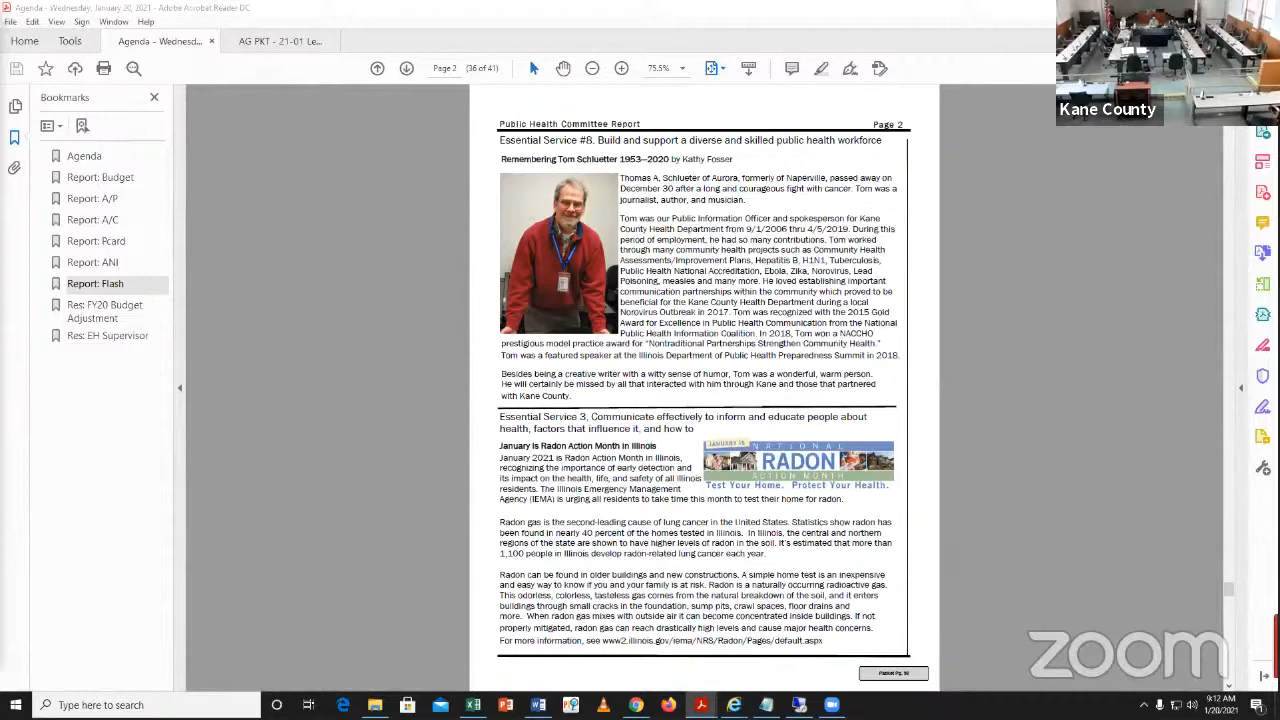 Agenda - Wednesday, January 20, 2021 - Adobe Acrobat Reader DC
File Edit View Sign Window Help
Home Tools Agenda - Wednesd... × AG PKT - 21-01 Le...
Page 2 (36 of 41) 75.5%
Kane County
Bookmarks
Agenda
Report: Budget
Report: A/P
Report: A/C
Report: Pcard
Report: ANI
Report: Flash
Res: FY20 Budget
Adjustment
Res: EH Supervisor
Public Health Committee Report Page 2
Essential Service #8. Build and support a diverse and skilled public health workforce
Remembering Tom Schlueter 1953—2020 by Kathy Fosser
Thomas A, Schlueter of Aurora, formerly of Naperville, passed away on
December 30 after a long and courageous fight with cancer. Tom was a
journalist, author, and musician.
Tom was our Public Information Officer and spokesperson for Kane
County Health Department from 9/1/2006 thru 4/5/2019. During this
period of employment, he had so many contributions. Tom worked
through many community health projects such as Community Health
Assessments/Improvement Plans, Hepatitis B, H1N1, Tuberculosis,
Public Health National Accreditation, Ebola, Zika, Norovirus, Lead
Poisoning, measles and many more. He loved establishing important
communication partnerships within the community which proved to be
beneficial for the Kane County Health Department during a local
Norovirus Outbreak in 2017. Tom was recognized with the 2015 Gold
Award for Excellence in Public Health Communication from the National
Public Health Information Coalition. In 2018, Tom won a NACCHO
prestigious model practice award for “Nontraditional Partnerships Strengthen Community Health.”
Tom was a featured speaker at the Illinois Department of Public Health Preparedness Summit in 2018.
Besides being a creative writer with a witty sense of humor, Tom was a wonderful, warm person.
He will certainly be missed by all that interacted with him through Kane and those that partnered
with Kane County.
Essential Service 3, Communicate effectively to inform and educate people about
health, factors that influence it, and how to
January Is Radon Action Month in Illinois
January 2021 is Radon Action Month in Illinois,
recognizing the importance of early detection and
its impact on the health, life, and safety of all Illinois
residents. The Illinois Emergency Management
Agency (IEMA) is urging all residents to take time this month to test their home for radon.
JANUARY IS
NATIONAL
RADON
ACTION MONTH
Test Your Home. Protect Your Health.
Radon gas is the second-leading cause of lung cancer in the United States. Statistics show radon has
been found in nearly 40 percent of the homes tested in Illinois. In Illinois, the central and northern
regions of the state are shown to have higher levels of radon in the soil. It’s estimated that more than
1,100 people in Illinois develop radon-related lung cancer each year.
Radon can be found in older buildings and new constructions. A simple home test is an inexpensive
and easy way to know if you and your family is at risk. Radon is a naturally occurring radioactive gas.
This odorless, colorless, tasteless gas comes from the natural breakdown of the soil, and it enters
buildings through small cracks in the foundation, sump pits, crawl spaces, floor drains and
more. When radon gas mixes with outside air it can become concentrated inside buildings. If not
properly mitigated, radon gas can reach drastically high levels and cause major health concerns.
For more information, see www2.illinois.gov/iema/NRS/Radon/Pages/default.aspx
Packet Pg.
zoom
Type here to search
9:12 AM
1/20/2021